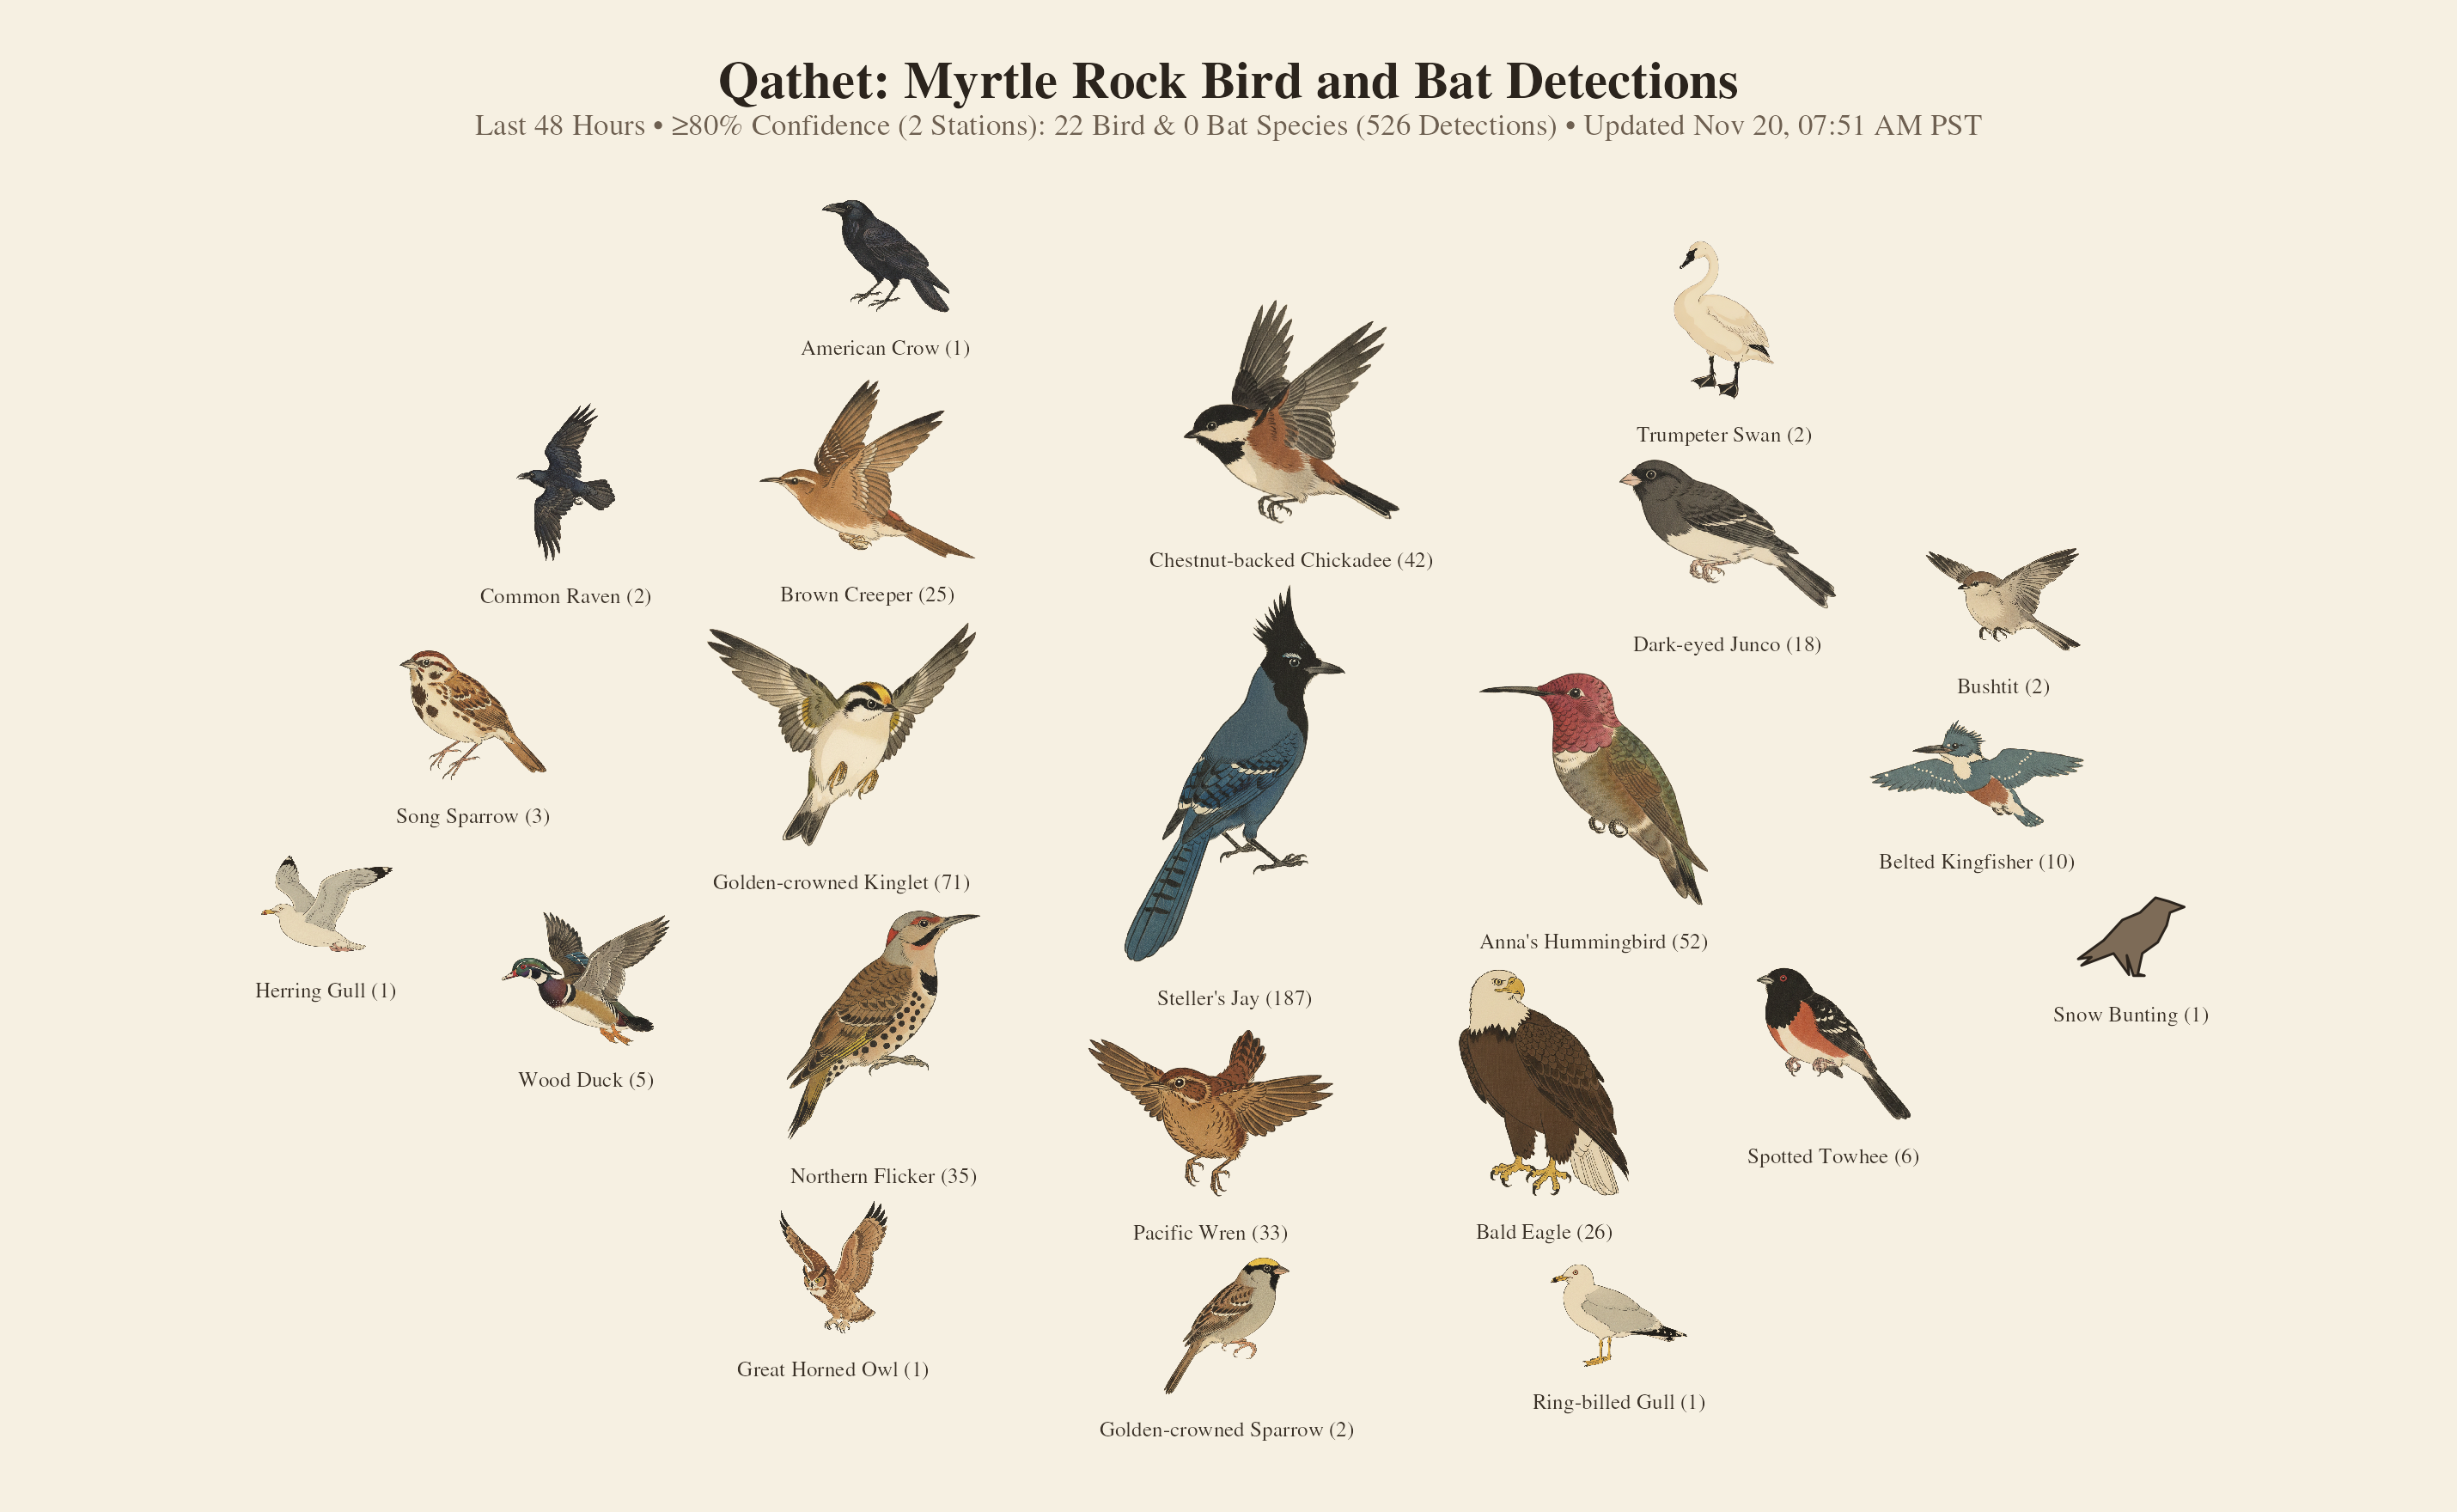 Qathet: Myrtle Rock Bird and Bat Detections
Last 48 Hours • ≥80% Confidence (2 Stations): 22 Bird & 0 Bat Species (526 Detections) • Updated Nov 20, 07:51 AM PST
American Crow (1)
Trumpeter Swan (2)
Chestnut-backed Chickadee (42)
Common Raven (2)
Brown Creeper (25)
Dark-eyed Junco (18)
Bushtit (2)
Song Sparrow (3)
Golden-crowned Kinglet (71)
Belted Kingfisher (10)
Anna's Hummingbird (52)
Herring Gull (1)
Steller's Jay (187)
Snow Bunting (1)
Wood Duck (5)
Northern Flicker (35)
Spotted Towhee (6)
Pacific Wren (33)
Bald Eagle (26)
Great Horned Owl (1)
Ring-billed Gull (1)
Golden-crowned Sparrow (2)